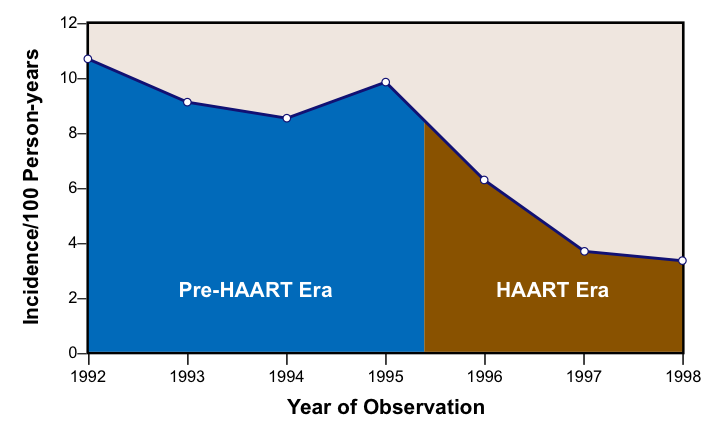 12
10
8
6
4
2
0
Incidence/100 Person-years
Pre-HAART Era
HAART Era
1992 1993 1994 1995 1996 1997 1998
Year of Observation